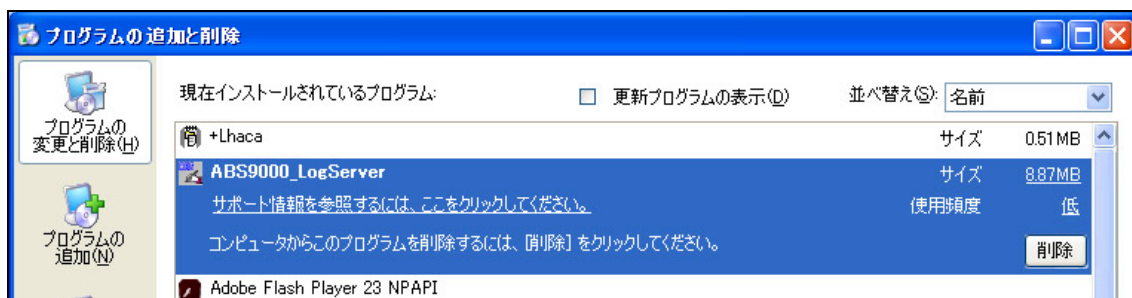 プログラムの追加と削除
現在インストールされているプログラム:
更新プログラムの表示(D)
並べ替え(S):
名前
プログラムの
変更と削除(H)
+Lhaca
サイズ
0.51MB
ABS9000_LogServer
サイズ
8.87MB
サポート情報を参照するには、ここをクリックしてください。
使用頻度
低
プログラムの
追加(N)
コンピュータからこのプログラムを削除するには、[削除] をクリックしてください。
削除
Adobe Flash Player 23 NPAPI